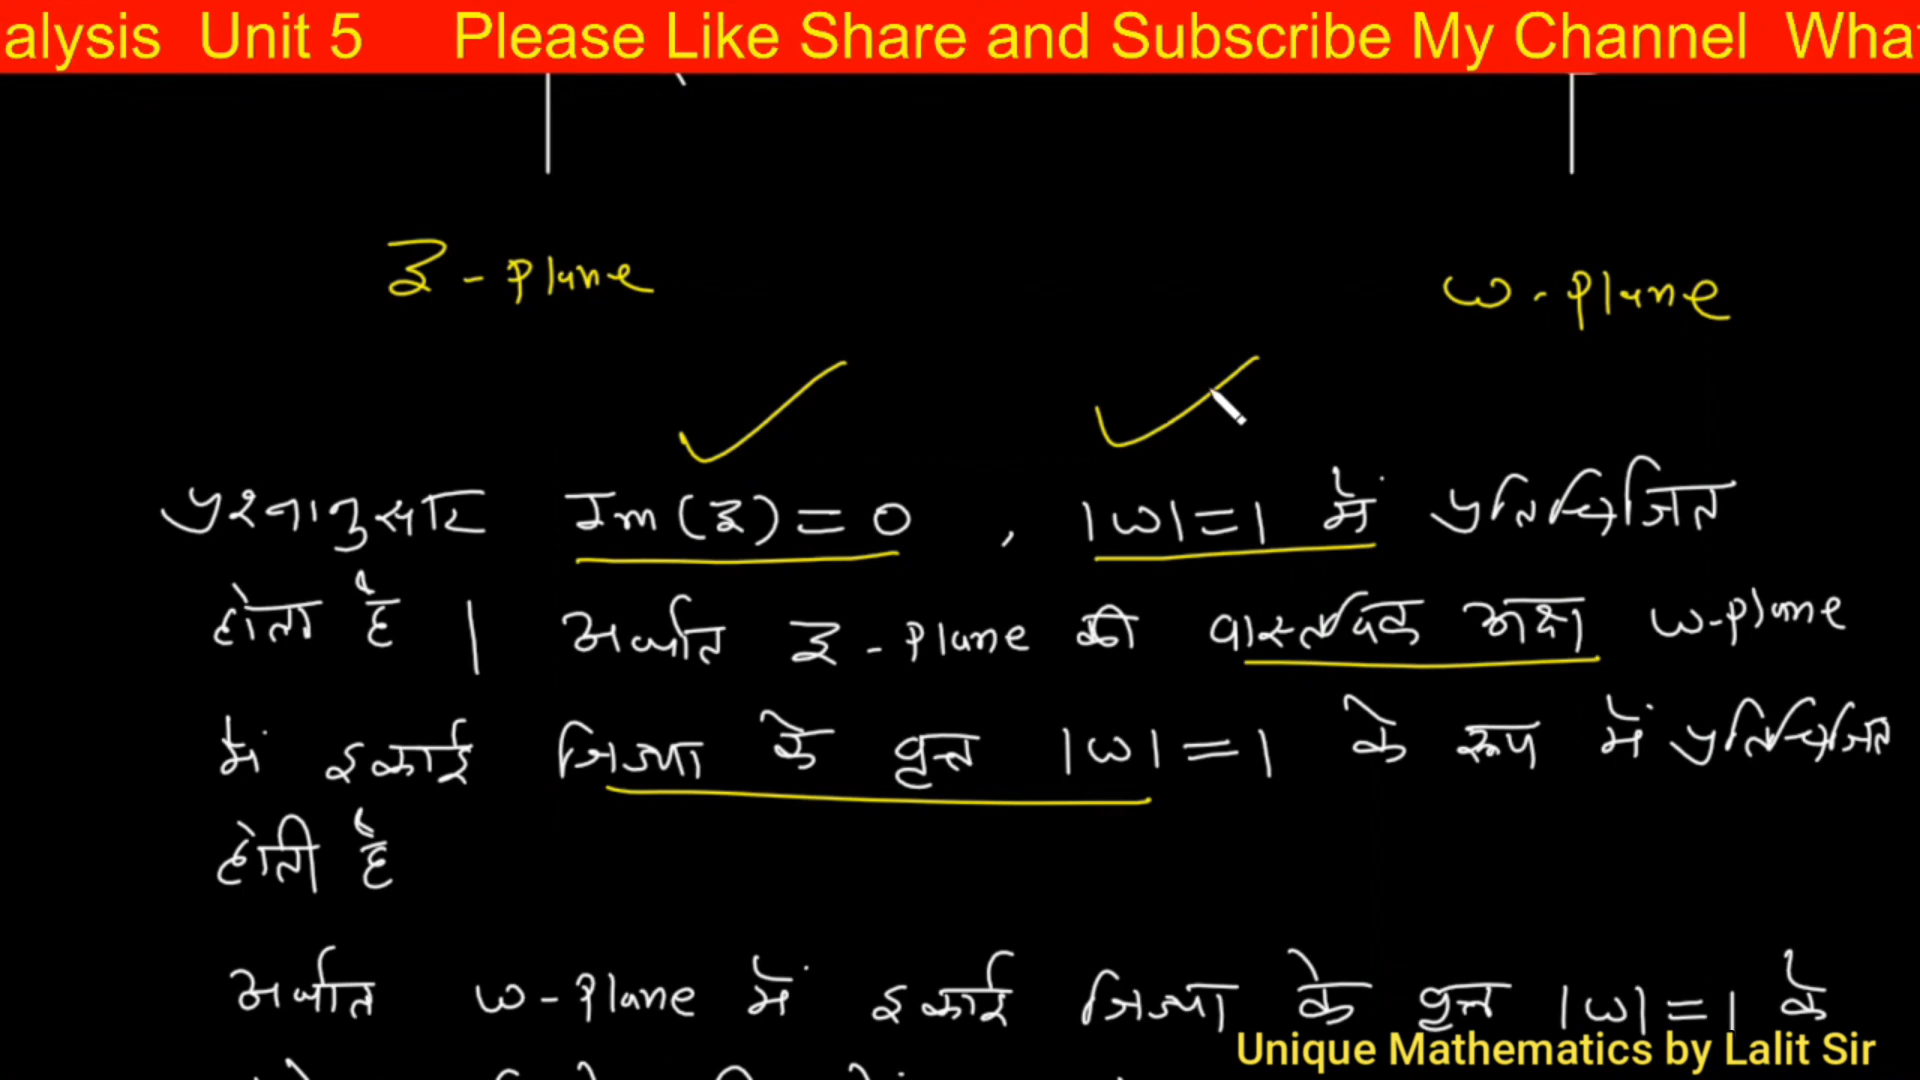 alysis Unit 5 Please Like Share and Subscribe My Channel Wha
Z - plane
w - plane
प्रश्नानुसार Im(z) = 0 , |w| = 1 में प्रतिचित्रित
होता है | अर्थात Z - plane की वास्तविक अक्ष w-plane
में इकाई त्रिज्या के वृत्त |w| = 1 के रूप में प्रतिचित्रित
होती है
अर्थात w - plane में इकाई त्रिज्या के वृत्त |w| = 1 के
Unique Mathematics by Lalit Sir